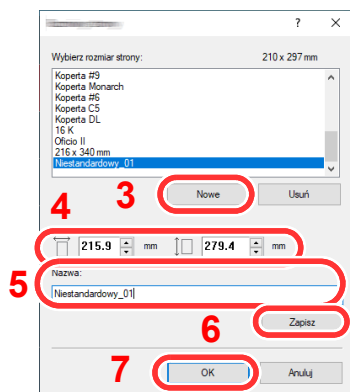 ? ×
Wybierz rozmiar strony: 210 x 297 mm
Koperta #9
Koperta Monarch
Koperta #6
Koperta C5
Koperta DL
16 K
Oficio II
216 x 340 mm
Niestandardowy_01
3 Nowe Usuń
4
215.9 mm 279.4 mm
5 Nazwa:
Niestandardowy_01
6 Zapisz
7 OK Anuluj